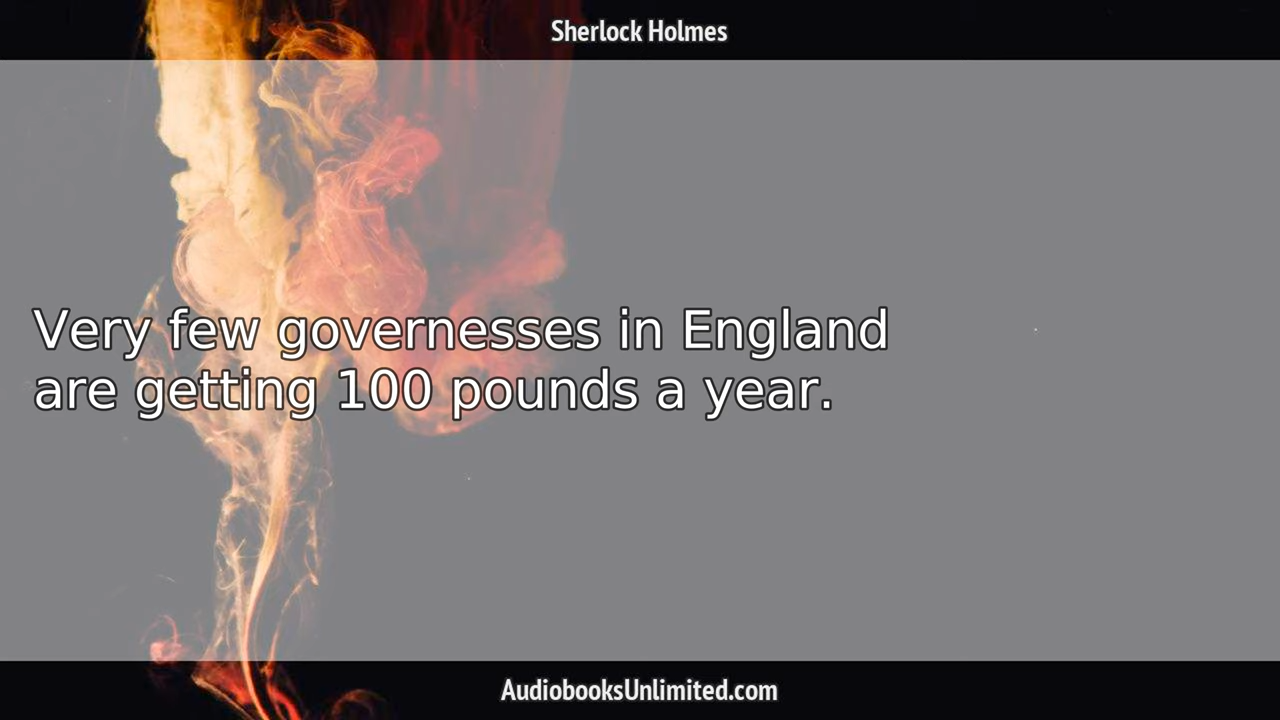 Sherlock Holmes
Very few governesses in England
are getting 100 pounds a year.
AudiobooksUnlimited.com